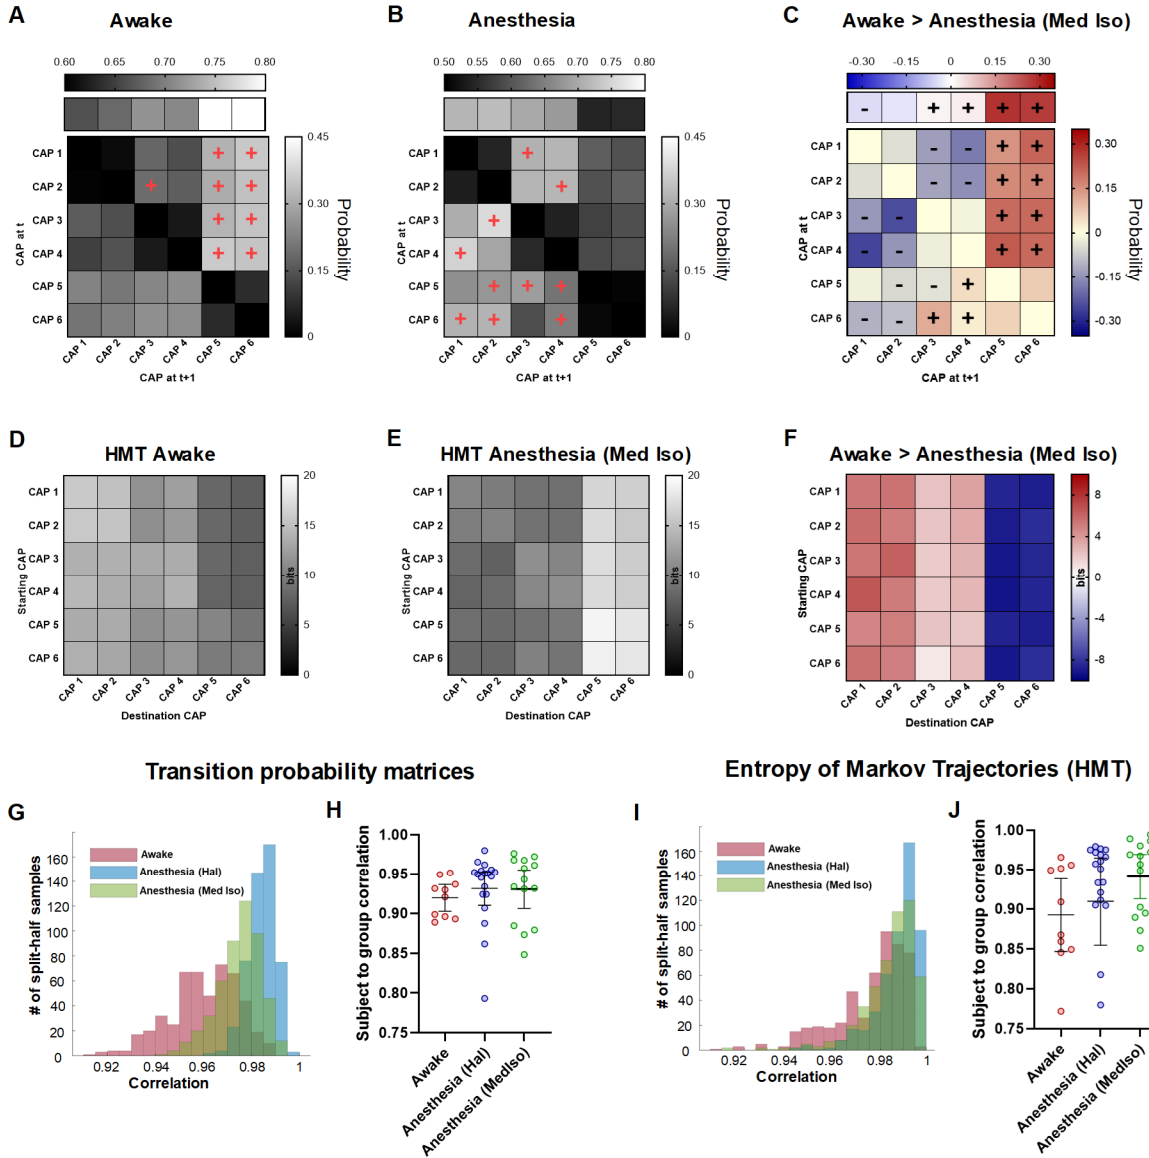 A
Awake
0.60 0.65 0.70 0.75 0.80
CAP 1
CAP 2
CAP 3
CAP 4
CAP 5
CAP 6
CAP at t
+ +
+ + +
+ +
+ +
CAP 1 CAP 2 CAP 3 CAP 4 CAP 5 CAP 6
CAP at t+1
0.45
0.30
0.15
0
Probability
B
Anesthesia
0.50 0.55 0.60 0.65 0.70 0.75 0.80
CAP 1
CAP 2
CAP 3
CAP 4
CAP 5
CAP 6
CAP at t
+
+
+
+
+ + +
+ + +
CAP 1 CAP 2 CAP 3 CAP 4 CAP 5 CAP 6
CAP at t+1
0.45
0.30
0.15
0
Probability
C
Awake > Anesthesia (Med Iso)
-0.30 -0.15 0 0.15 0.30
- + + + +
CAP 1
CAP 2
CAP 3
CAP 4
CAP 5
CAP 6
CAP at t
- - + +
- - + +
- - + +
- - + +
- - +
- - + +
CAP 1 CAP 2 CAP 3 CAP 4 CAP 5 CAP 6
CAP at t+1
0.30
0.15
0
-0.15
-0.30
Probability
D
HMT Awake
CAP 1
CAP 2
CAP 3
CAP 4
CAP 5
CAP 6
Starting CAP
CAP 1 CAP 2 CAP 3 CAP 4 CAP 5 CAP 6
Destination CAP
20
15
10
5
0
bits
E
HMT Anesthesia (Med Iso)
CAP 1
CAP 2
CAP 3
CAP 4
CAP 5
CAP 6
Starting CAP
CAP 1 CAP 2 CAP 3 CAP 4 CAP 5 CAP 6
Destination CAP
20
15
10
5
0
bits
F
Awake > Anesthesia (Med Iso)
CAP 1
CAP 2
CAP 3
CAP 4
CAP 5
CAP 6
Starting CAP
CAP 1 CAP 2 CAP 3 CAP 4 CAP 5 CAP 6
Destination CAP
8
4
0
-4
-8
bits
Transition probability matrices
G
# of split-half samples
160
140
120
100
80
60
40
20
0
Awake
Anesthesia (Hal)
Anesthesia (Med Iso)
0.92 0.94 0.96 0.98 1
Correlation
H
Subject to group correlation
1.00
0.95
0.90
0.85
0.80
0.75
Awake
Anesthesia (Hal)
Anesthesia (MedIso)
Entropy of Markov Trajectories (HMT)
I
# of split-half samples
160
140
120
100
80
60
40
20
0
Awake
Anesthesia (Hal)
Anesthesia (Med Iso)
0.92 0.94 0.96 0.98 1
Correlation
J
Subject to group correlation
1.00
0.95
0.90
0.85
0.80
0.75
Awake
Anesthesia (Hal)
Anesthesia (MedIso)